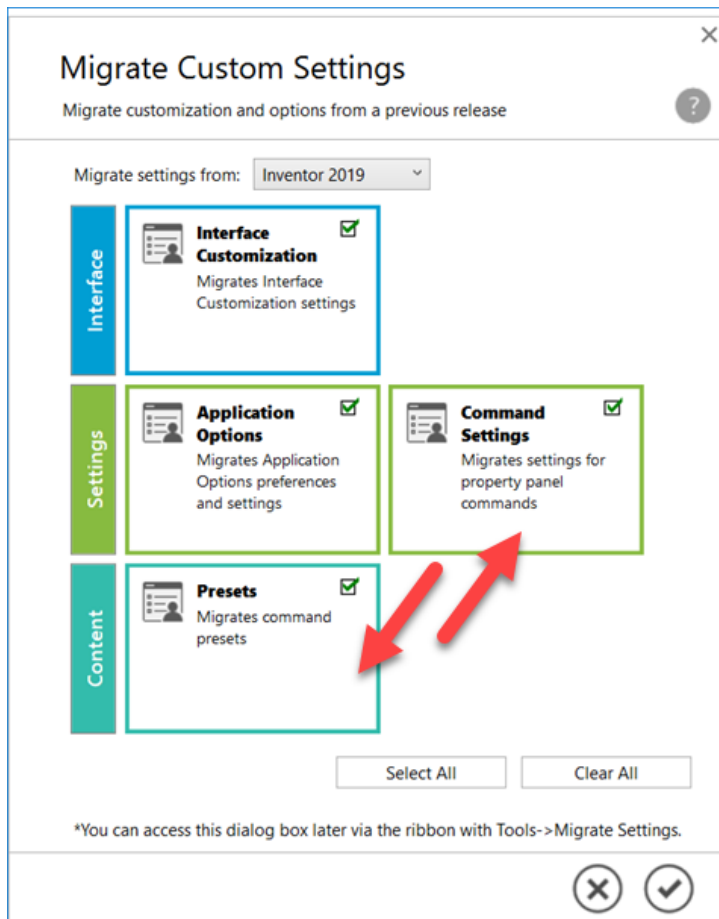 Migrate Custom Settings
Migrate customization and options from a previous release
?
Migrate settings from: Inventor 2019
Interface
Interface
Customization
Migrates Interface
Customization settings
Settings
Application
Options
Migrates Application
Options preferences
and settings
Command
Settings
Migrates settings for
property panel
commands
Content
Presets
Migrates command
presets
Select All
Clear All
*You can access this dialog box later via the ribbon with Tools->Migrate Settings.